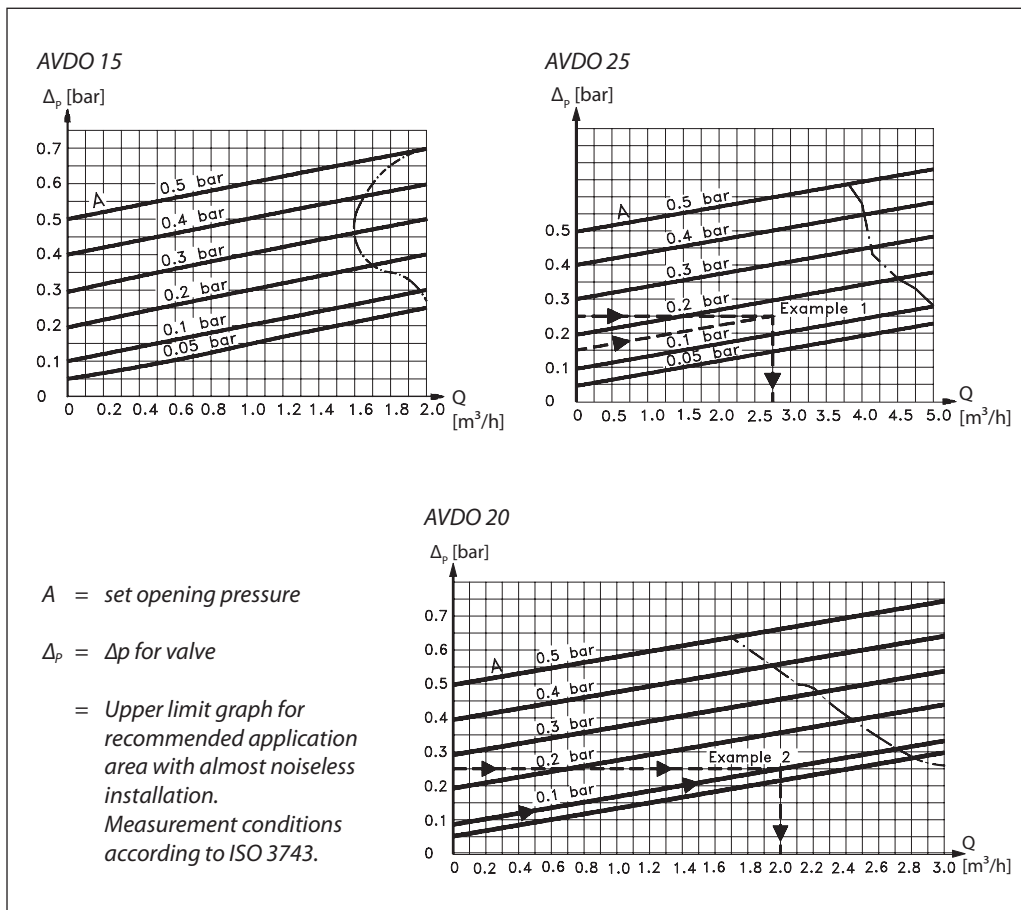 AVDO 15
Δp [bar]
0.7
0.6
0.5
0.4
0.3
0.2
0.1
0
A
0.5 bar
0.4 bar
0.3 bar
0.2 bar
0.1 bar
0.05 bar
0 0.2 0.4 0.6 0.8 1.0 1.2 1.4 1.6 1.8 2.0
Q
[m³/h]
AVDO 25
Δp [bar]
0.5
0.4
0.3
0.2
0.1
0
A
0.5 bar
0.4 bar
0.3 bar
0.2 bar
Example 1
0.1 bar
0.05 bar
0 0.5 1.0 1.5 2.0 2.5 3.0 3.5 4.0 4.5 5.0
Q
[m³/h]
AVDO 20
Δp [bar]
0.7
0.6
0.5
0.4
0.3
0.2
0.1
0
A
0.5 bar
0.4 bar
0.3 bar
0.2 bar
Example 2
0.1 bar
0 0.2 0.4 0.6 0.8 1.0 1.2 1.4 1.6 1.8 2.0 2.2 2.4 2.6 2.8 3.0
Q
[m³/h]
A = set opening pressure
ΔP = Δp for valve
= Upper limit graph for
recommended application
area with almost noiseless
installation.
Measurement conditions
according to ISO 3743.